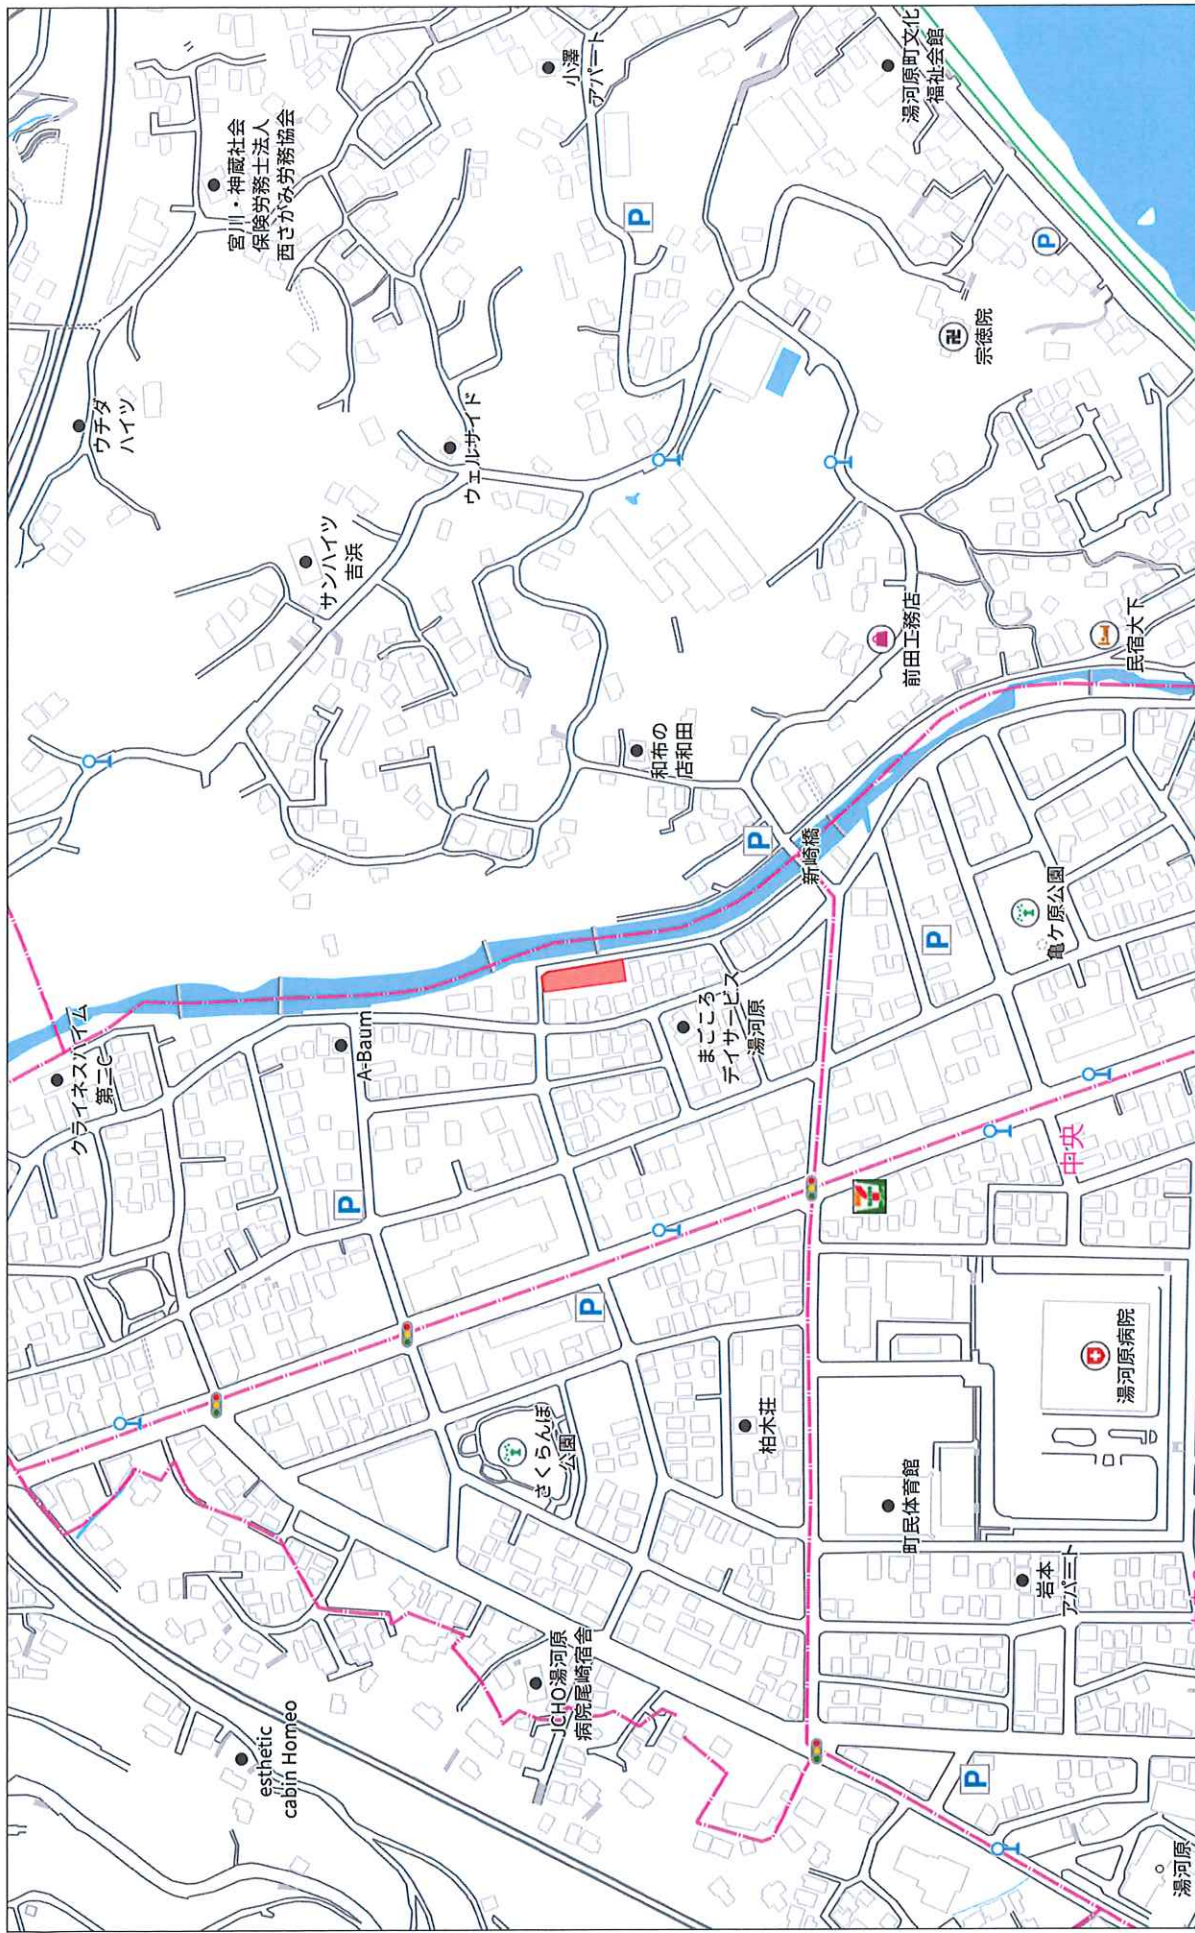 宮川・神蔵社会
保険労務士法人
西さがみ労務協会
小澤
アパート
湯河原町文化
福祉会館
ウチダ
ハイツ
ウェルサイド
サンハイツ
吉浜
P
P
宗徳院
前田工務店
民宿大下
和布の
店和田
P
新崎橋
亀ケ原公園
P
まごころ
デイサービス
湯河原
クライネスハイム
第二C
A-Baum
P
P
7
中央
湯河原病院
さくらんぼ
公園
柏木荘
町民体育館
岩本
アパート
JCHO湯河原
病院尾崎宿舎
esthetic
cabin Homeo
P
湯河原